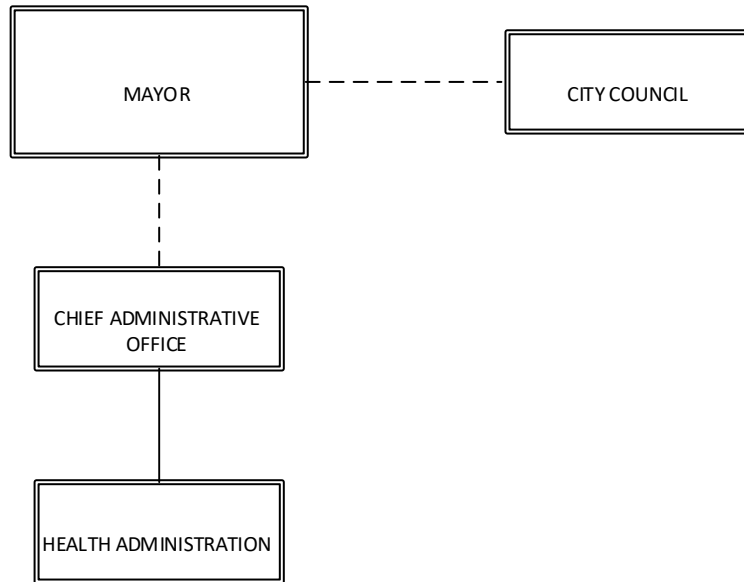 MAYOR
CITY COUNCIL
CHIEF ADMINISTRATIVE
OFFICE
HEALTH ADMINISTRATION